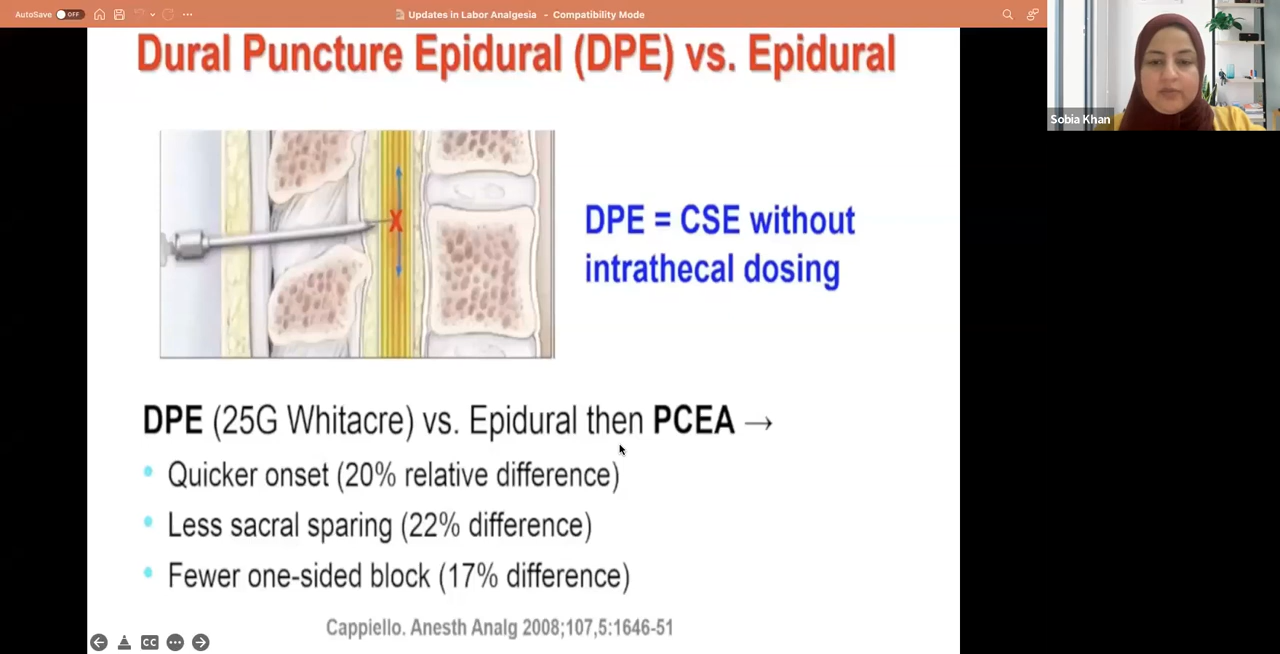 AutoSave OFF
Updates in Labor Analgesia - Compatibility Mode
Dural Puncture Epidural (DPE) vs. Epidural
Sobia Khan
X
DPE = CSE without
intrathecal dosing
DPE (25G Whitacre) vs. Epidural then PCEA →
• Quicker onset (20% relative difference)
• Less sacral sparing (22% difference)
• Fewer one-sided block (17% difference)
Cappiello. Anesth Analg 2008;107,5:1646-51
CC